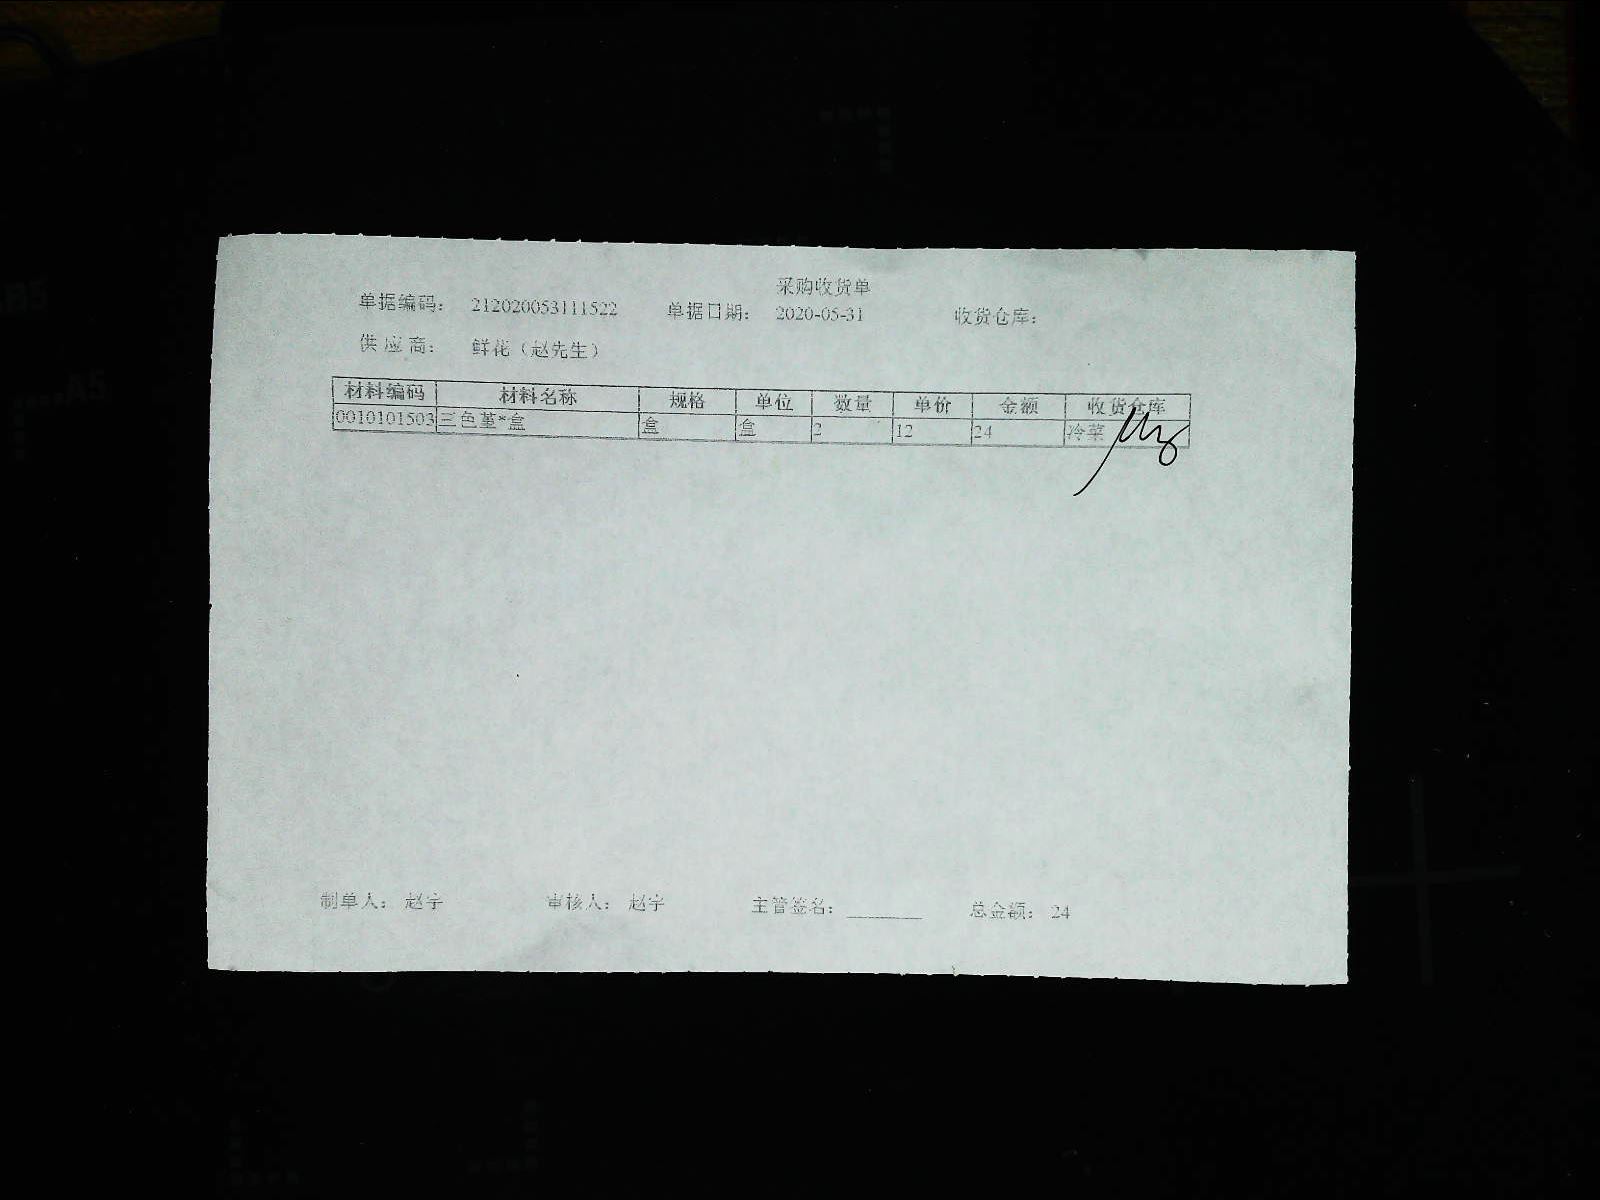 采购收货单
单据编码： 212020053111522 单据日期： 2020-05-31 收货仓库：
供应商： 鲜花（赵先生）
材料编码 材料名称 规格 单位 数量 单价 金额 收货仓库
0010101503 三色堇*盒 盒 盒 2 12 24 冷菜
制单人： 赵宇 审核人： 赵宇 主管签名： ________ 总金额： 24
A5